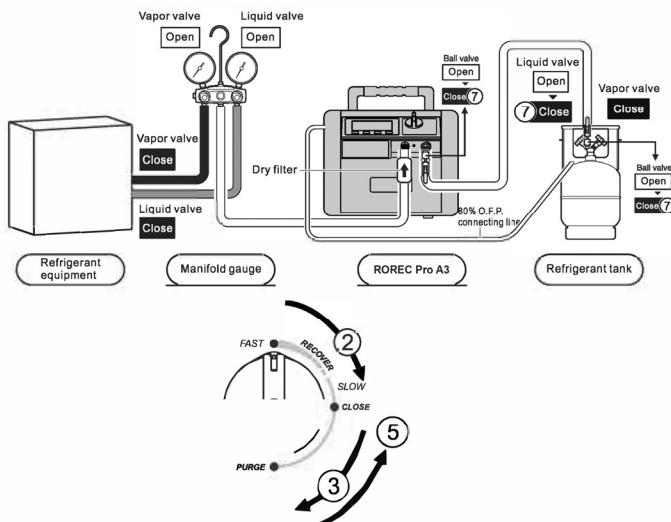 Vapor valve
Open
Liquid valve
Open
Vapor valve
Close
Liquid valve
Close
Dry filter
Ball valve
Open
Close 7
Liquid valve
Open
7 Close
Vapor valve
Close
Ball valve
Open
Close 7
80% O.F.P.
connecting line
Refrigerant
equipment
Manifold gauge
ROREC Pro A3
Refrigerant tank
FAST
RECOVER
SLOW
CLOSE
PURGE
2
5
3